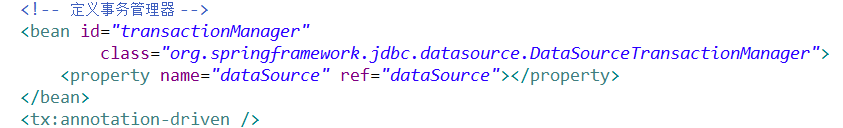 <!-- 定义事务管理器 -->
<bean id="transactionManager"
class="org.springframework.jdbc.datasource.DataSourceTransactionManager">
<property name="dataSource" ref="dataSource"></property>
</bean>
<tx:annotation-driven />